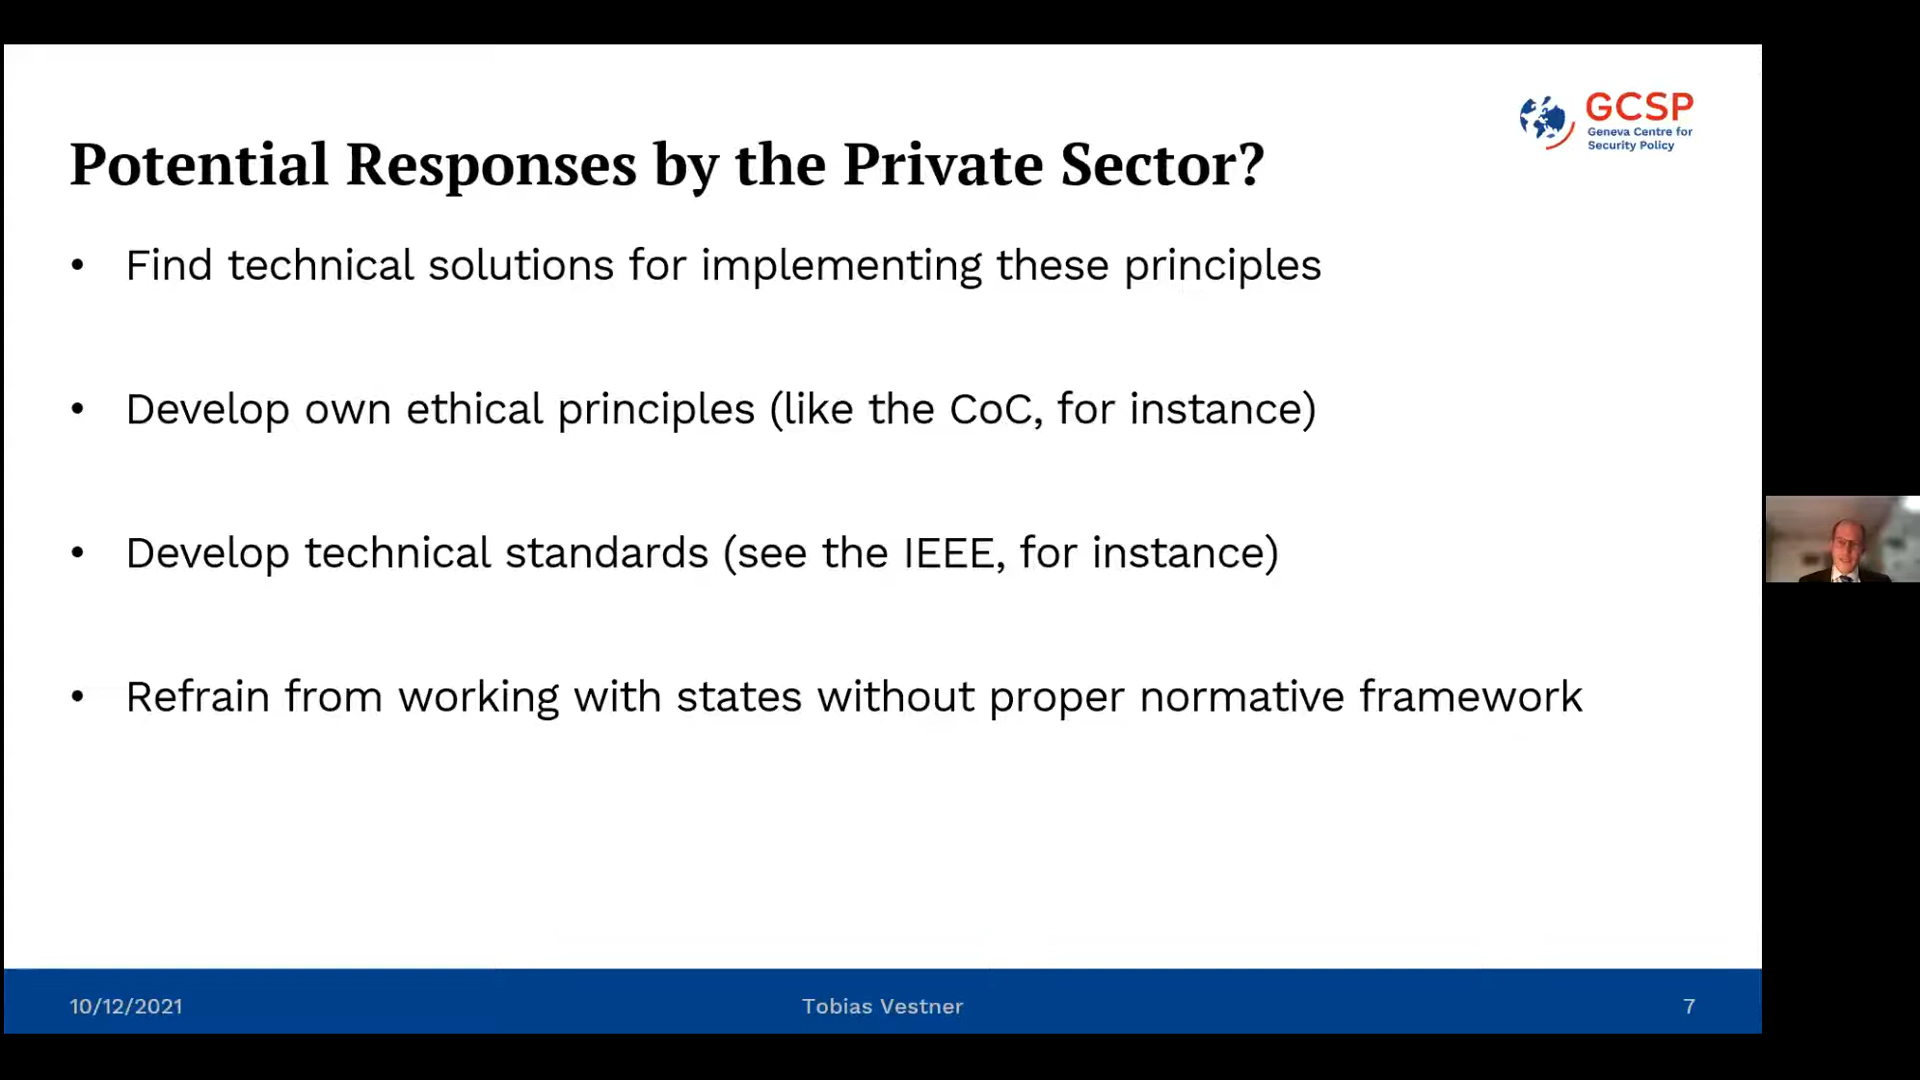 GCSP
Geneva Centre for
Security Policy
Potential Responses by the Private Sector?
• Find technical solutions for implementing these principles
• Develop own ethical principles (like the CoC, for instance)
• Develop technical standards (see the IEEE, for instance)
• Refrain from working with states without proper normative framework
10/12/2021
Tobias Vestner
7